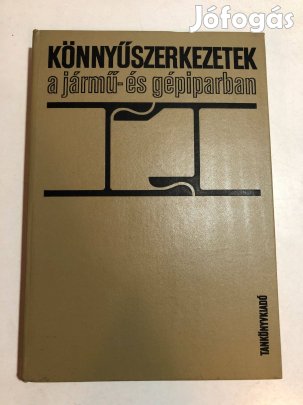 Jófogás
KÖNNYŰSZERKEZETEK
a jármű-és gépiparban
TANKÖNYVKIADÓ